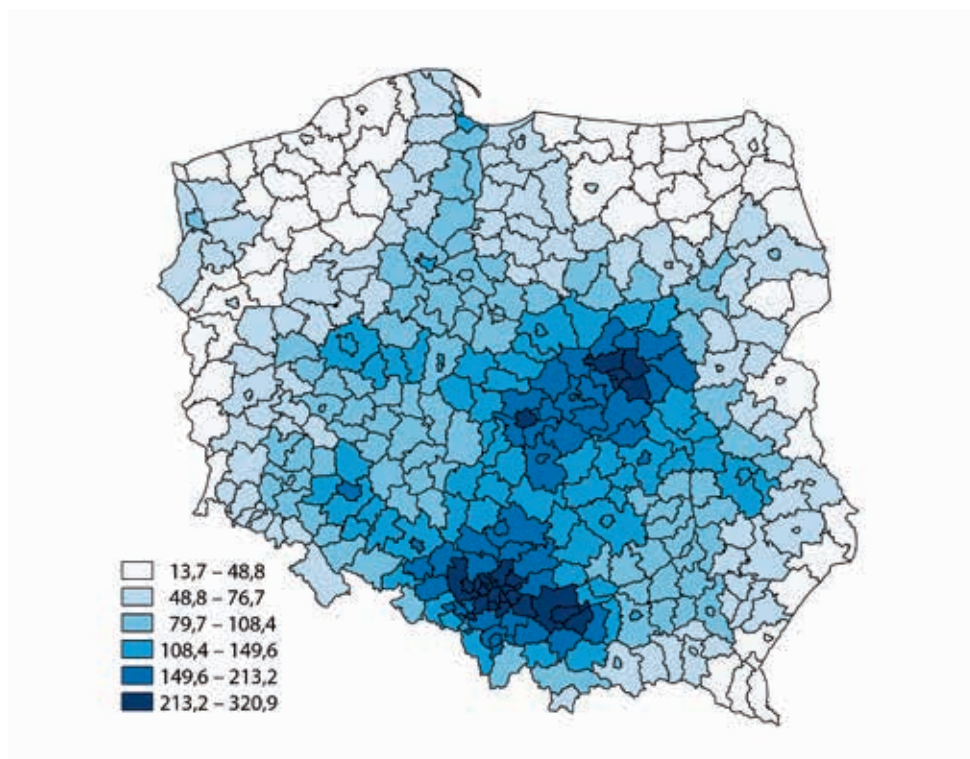 13,7 – 48,8
48,8 – 76,7
79,7 – 108,4
108,4 – 149,6
149,6 – 213,2
213,2 – 320,9